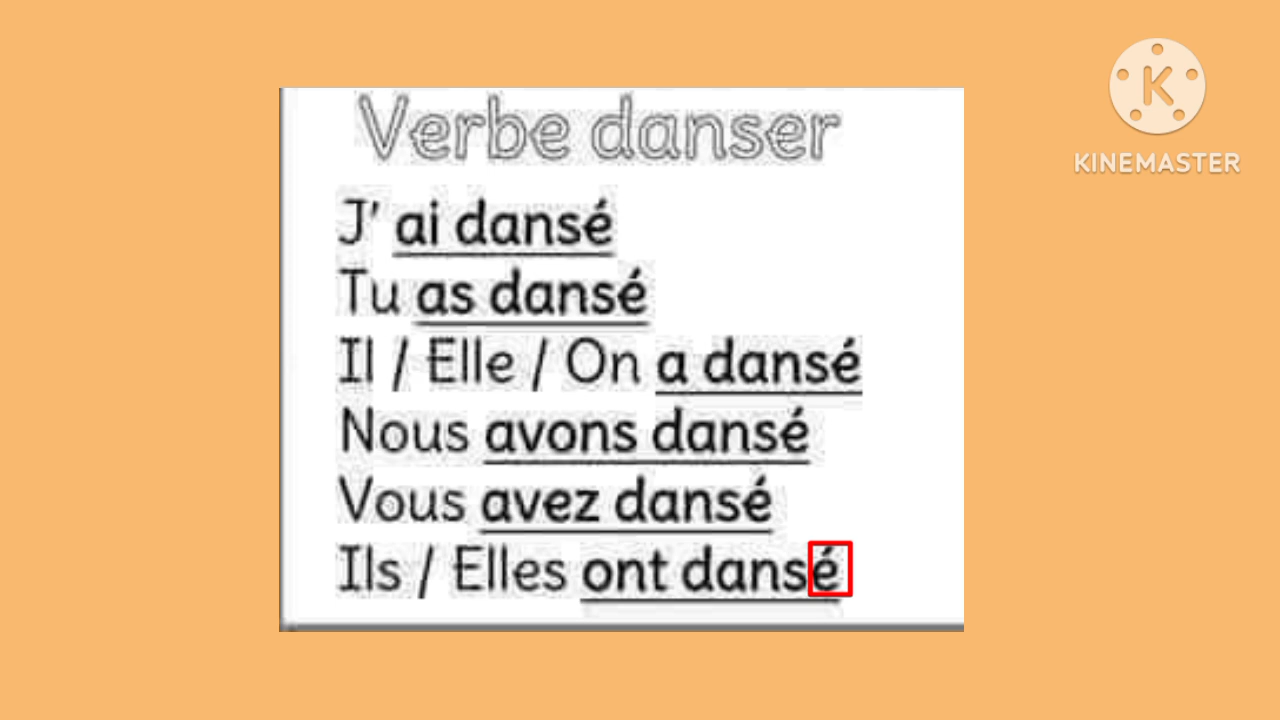 Verbe danser
J' ai dansé
Tu as dansé
Il / Elle / On a dansé
Nous avons dansé
Vous avez dansé
Ils / Elles ont dansé
K
KINEMASTER